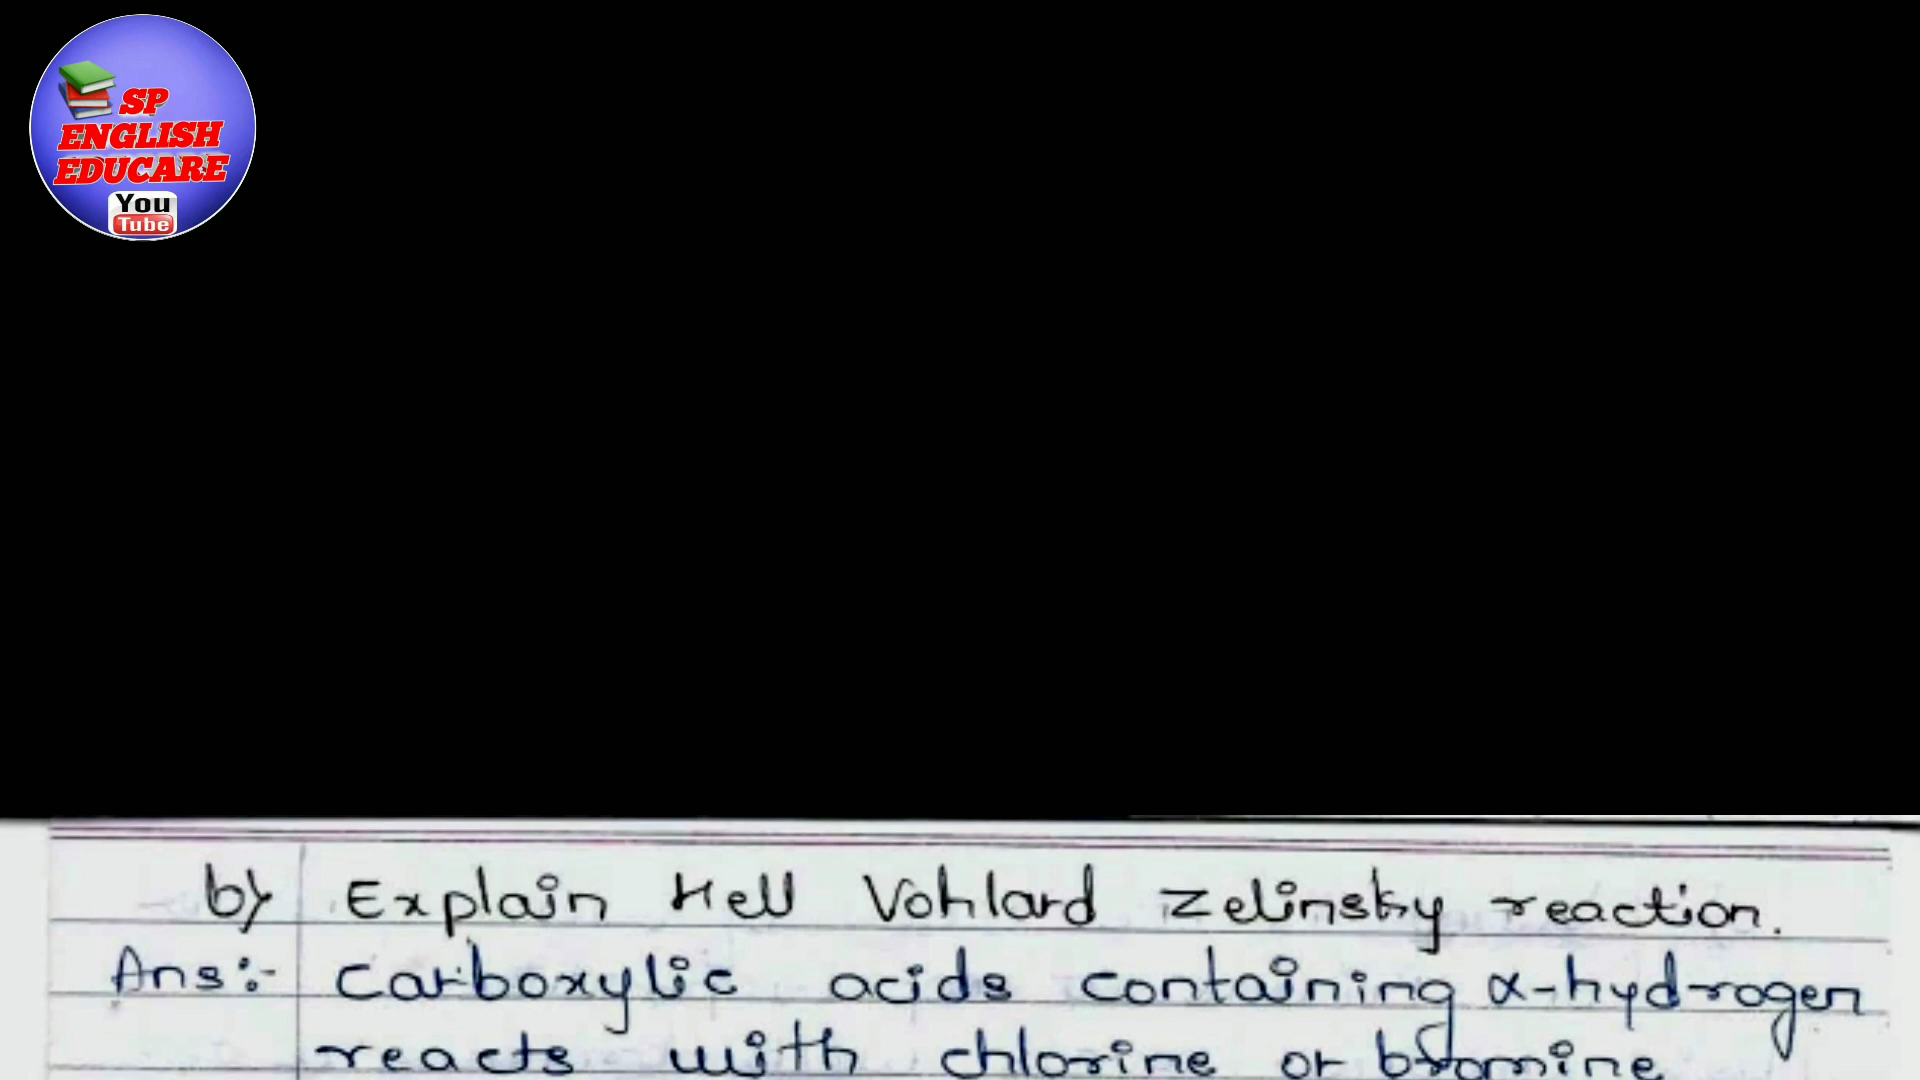 SP
ENGLISH
EDUCARE
You
Tube
b) Explain Hell Vohlard Zelinsky reaction.
Ans:- Carboxylic acids containing α-hydrogen
reacts with chlorine or bromine